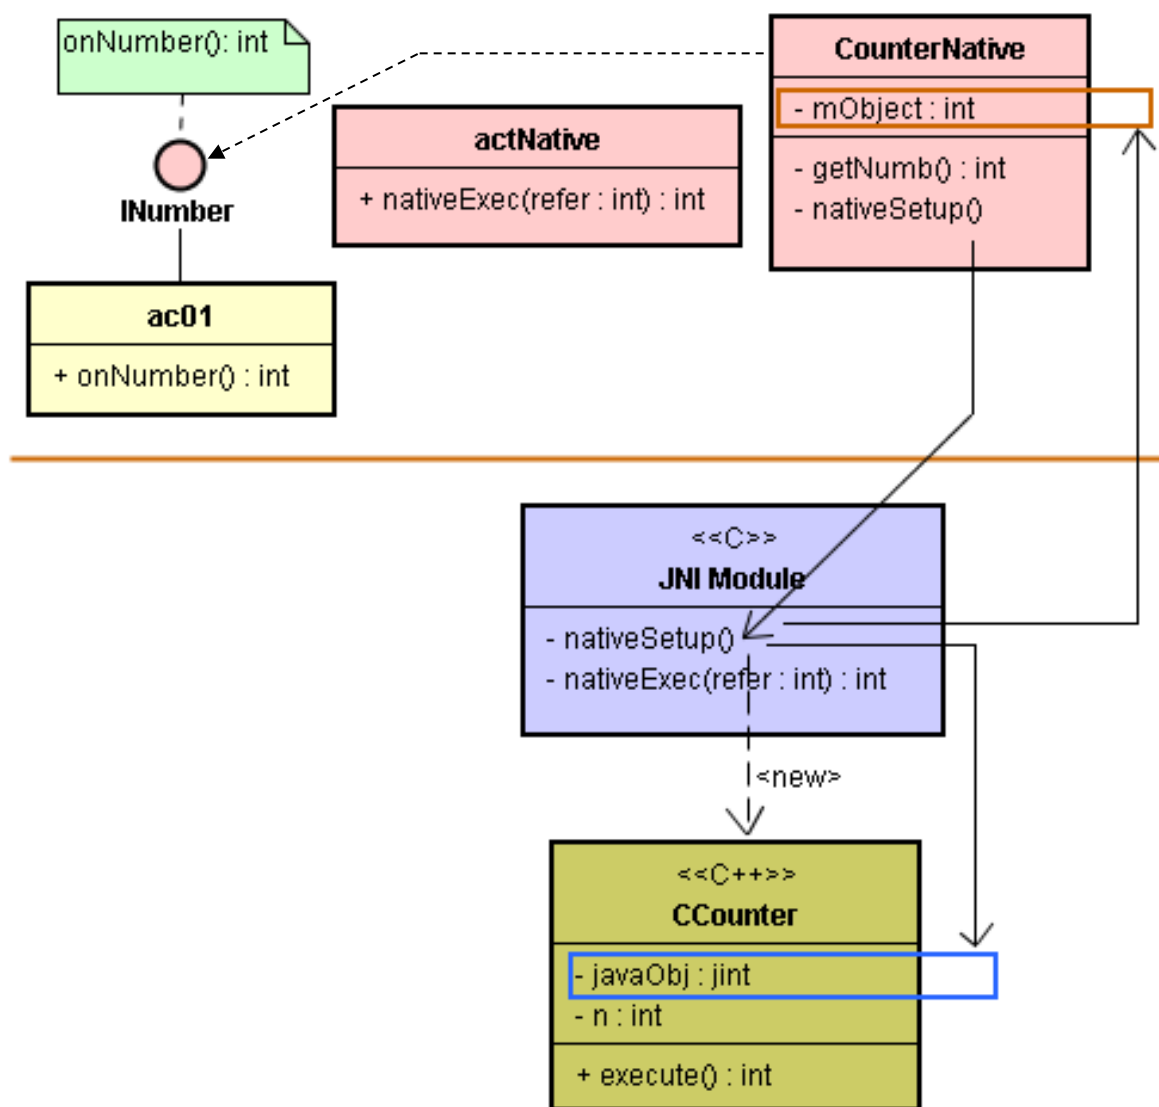 onNumber(): int
CounterNative
- mObject : int
- getNumb() : int
- nativeSetup()
actNative
+ nativeExec(refer : int) : int
INumber
ac01
+ onNumber() : int
<<C>>
JNI Module
- nativeSetup()
- nativeExec(refer : int) : int
<new>
<<C++>>
CCounter
- javaObj : jint
- n : int
+ execute() : int